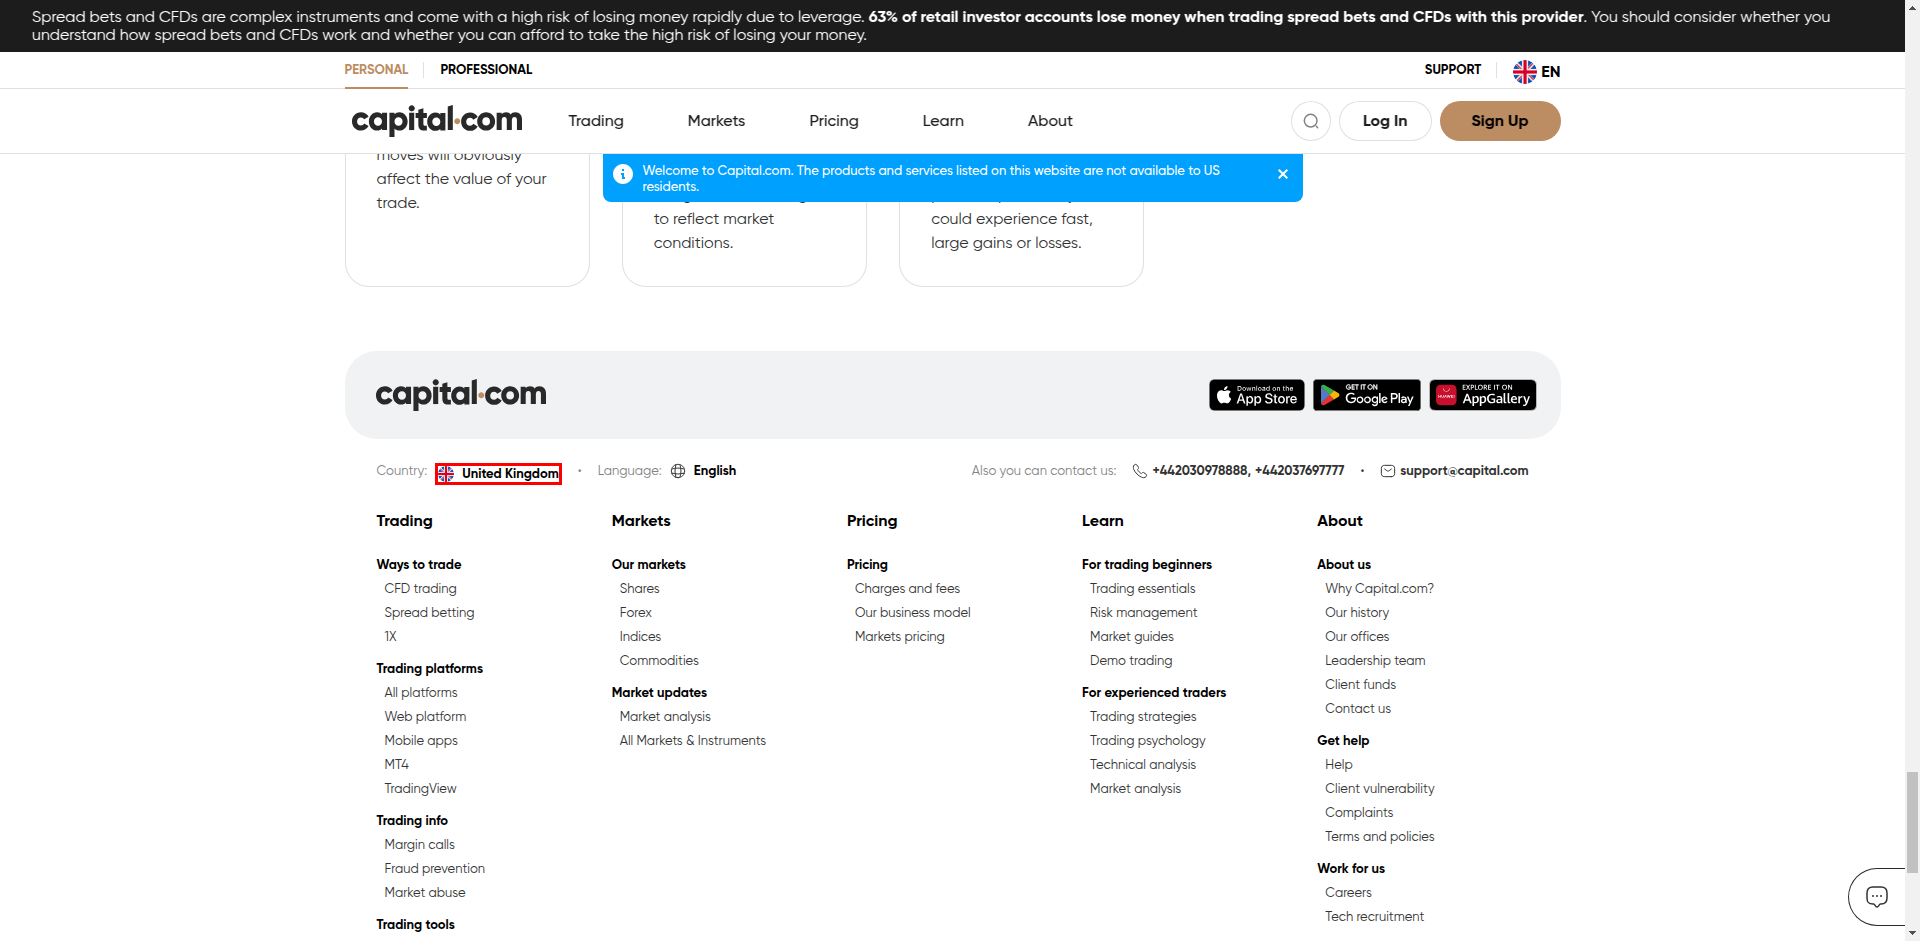 Spread bets and CFDs are complex instruments and come with a high risk of losing money rapidly due to leverage. 63% of retail investor accounts lose money when trading spread bets and CFDs with this provider. You should consider whether you
understand how spread bets and CFDs work and whether you can afford to take the high risk of losing your money.
PERSONAL PROFESSIONAL SUPPORT EN
capital.com Trading Markets Pricing Learn About Log In Sign Up
moves will obviously
affect the value of your
trade.
Welcome to Capital.com. The products and services listed on this website are not available to US
residents.
to reflect market
conditions.
could experience fast,
large gains or losses.
capital.com
Download on the
App Store
GET IT ON
Google Play
HUAWEI
EXPLORE IT ON
AppGallery
Country: United Kingdom • Language: English Also you can contact us: +442030978888, +442037697777 • support@capital.com
Trading
Ways to trade
CFD trading
Spread betting
1X
Trading platforms
All platforms
Web platform
Mobile apps
MT4
TradingView
Trading info
Margin calls
Fraud prevention
Market abuse
Trading tools
Markets
Our markets
Shares
Forex
Indices
Commodities
Market updates
Market analysis
All Markets & Instruments
Pricing
Pricing
Charges and fees
Our business model
Markets pricing
Learn
For trading beginners
Trading essentials
Risk management
Market guides
Demo trading
For experienced traders
Trading strategies
Trading psychology
Technical analysis
Market analysis
About
About us
Why Capital.com?
Our history
Our offices
Leadership team
Client funds
Contact us
Get help
Help
Client vulnerability
Complaints
Terms and policies
Work for us
Careers
Tech recruitment